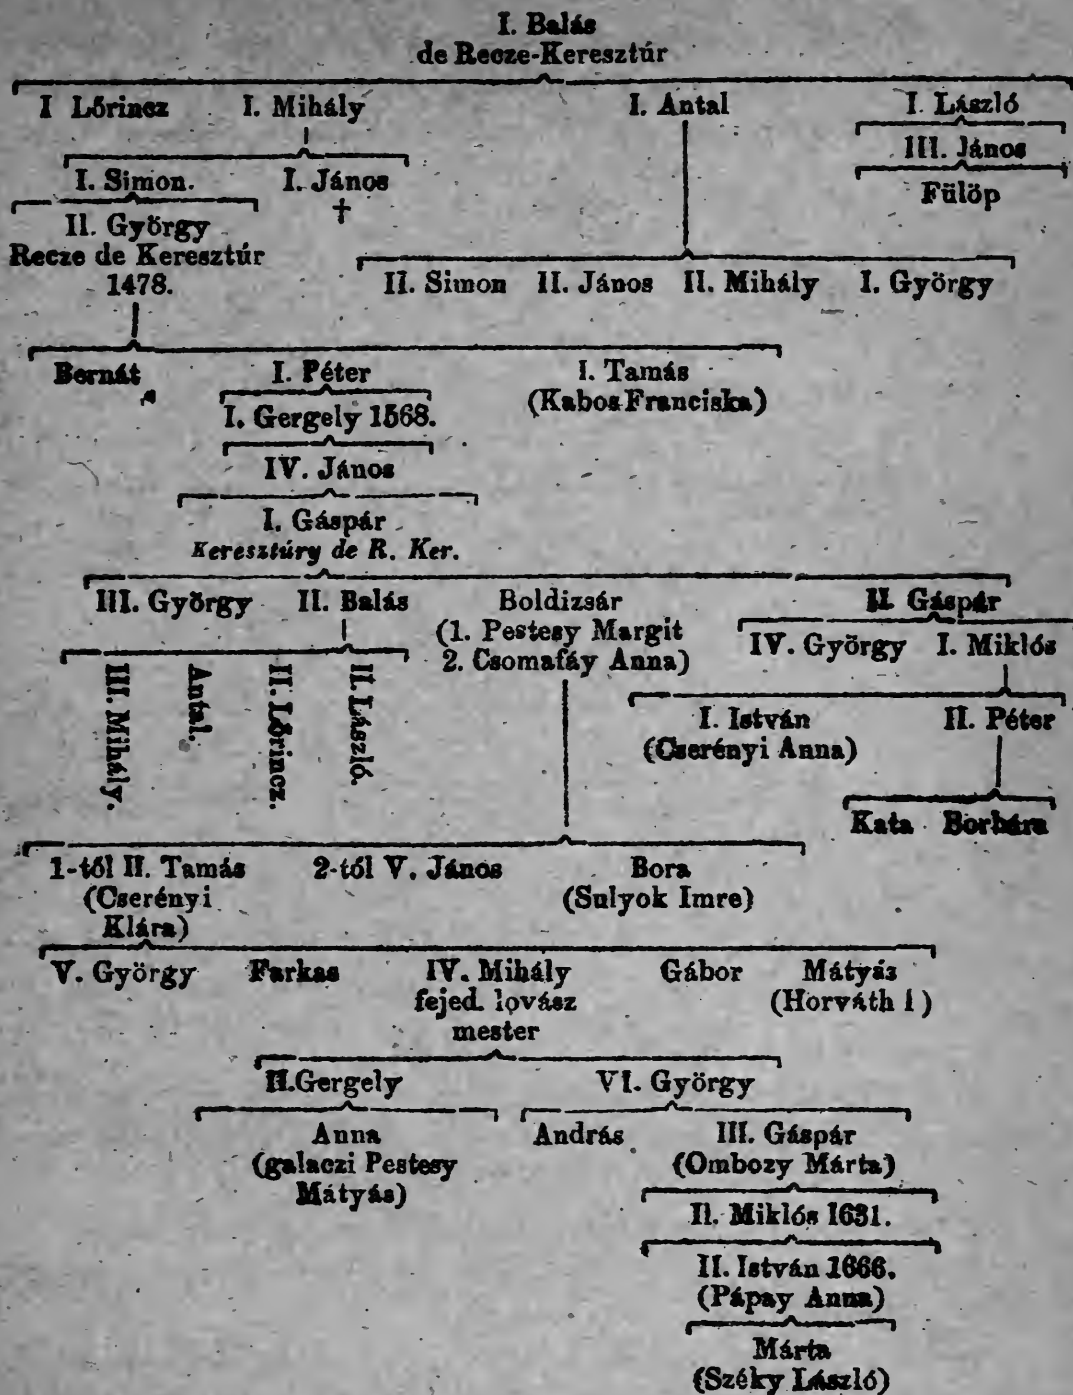 I. Balás
de Recze-Keresztúr
I Lőrincz I. Mihály I. Antal I. László
III. János
I. Simon. I. János Fülöp
†
II. György
Recze de Keresztúr
1478.
II. Simon II. János II. Mihály I. György
Bernát I. Péter I. Tamás
(Kabos Franciska)
I. Gergely 1568.
IV. János
I. Gáspár
Keresztúry de R. Ker.
III. György II. Balás Boldizsár II. Gáspár
(1. Pestesy Margit
2. Csomafáy Anna)
IV. György I. Miklós
III. Mihály.
Antal.
II. Lőrincz.
II. László.
I. István II. Péter
(Cserényi Anna)
Kata Borbára
1-től II. Tamás 2-tól V. János Bora
(Cserényi (Sulyok Imre)
Klára)
V. György Farkas IV. Mihály Gábor Mátyás
fejed. lovász (Horváth i)
mester
II.Gergely VI. György
Anna András III. Gáspár
(galaczi Pestesy (Ombozy Márta)
Mátyás)
II. Miklós 1631.
II. István 1666.
(Pápay Anna)
Márta
(Széky László)